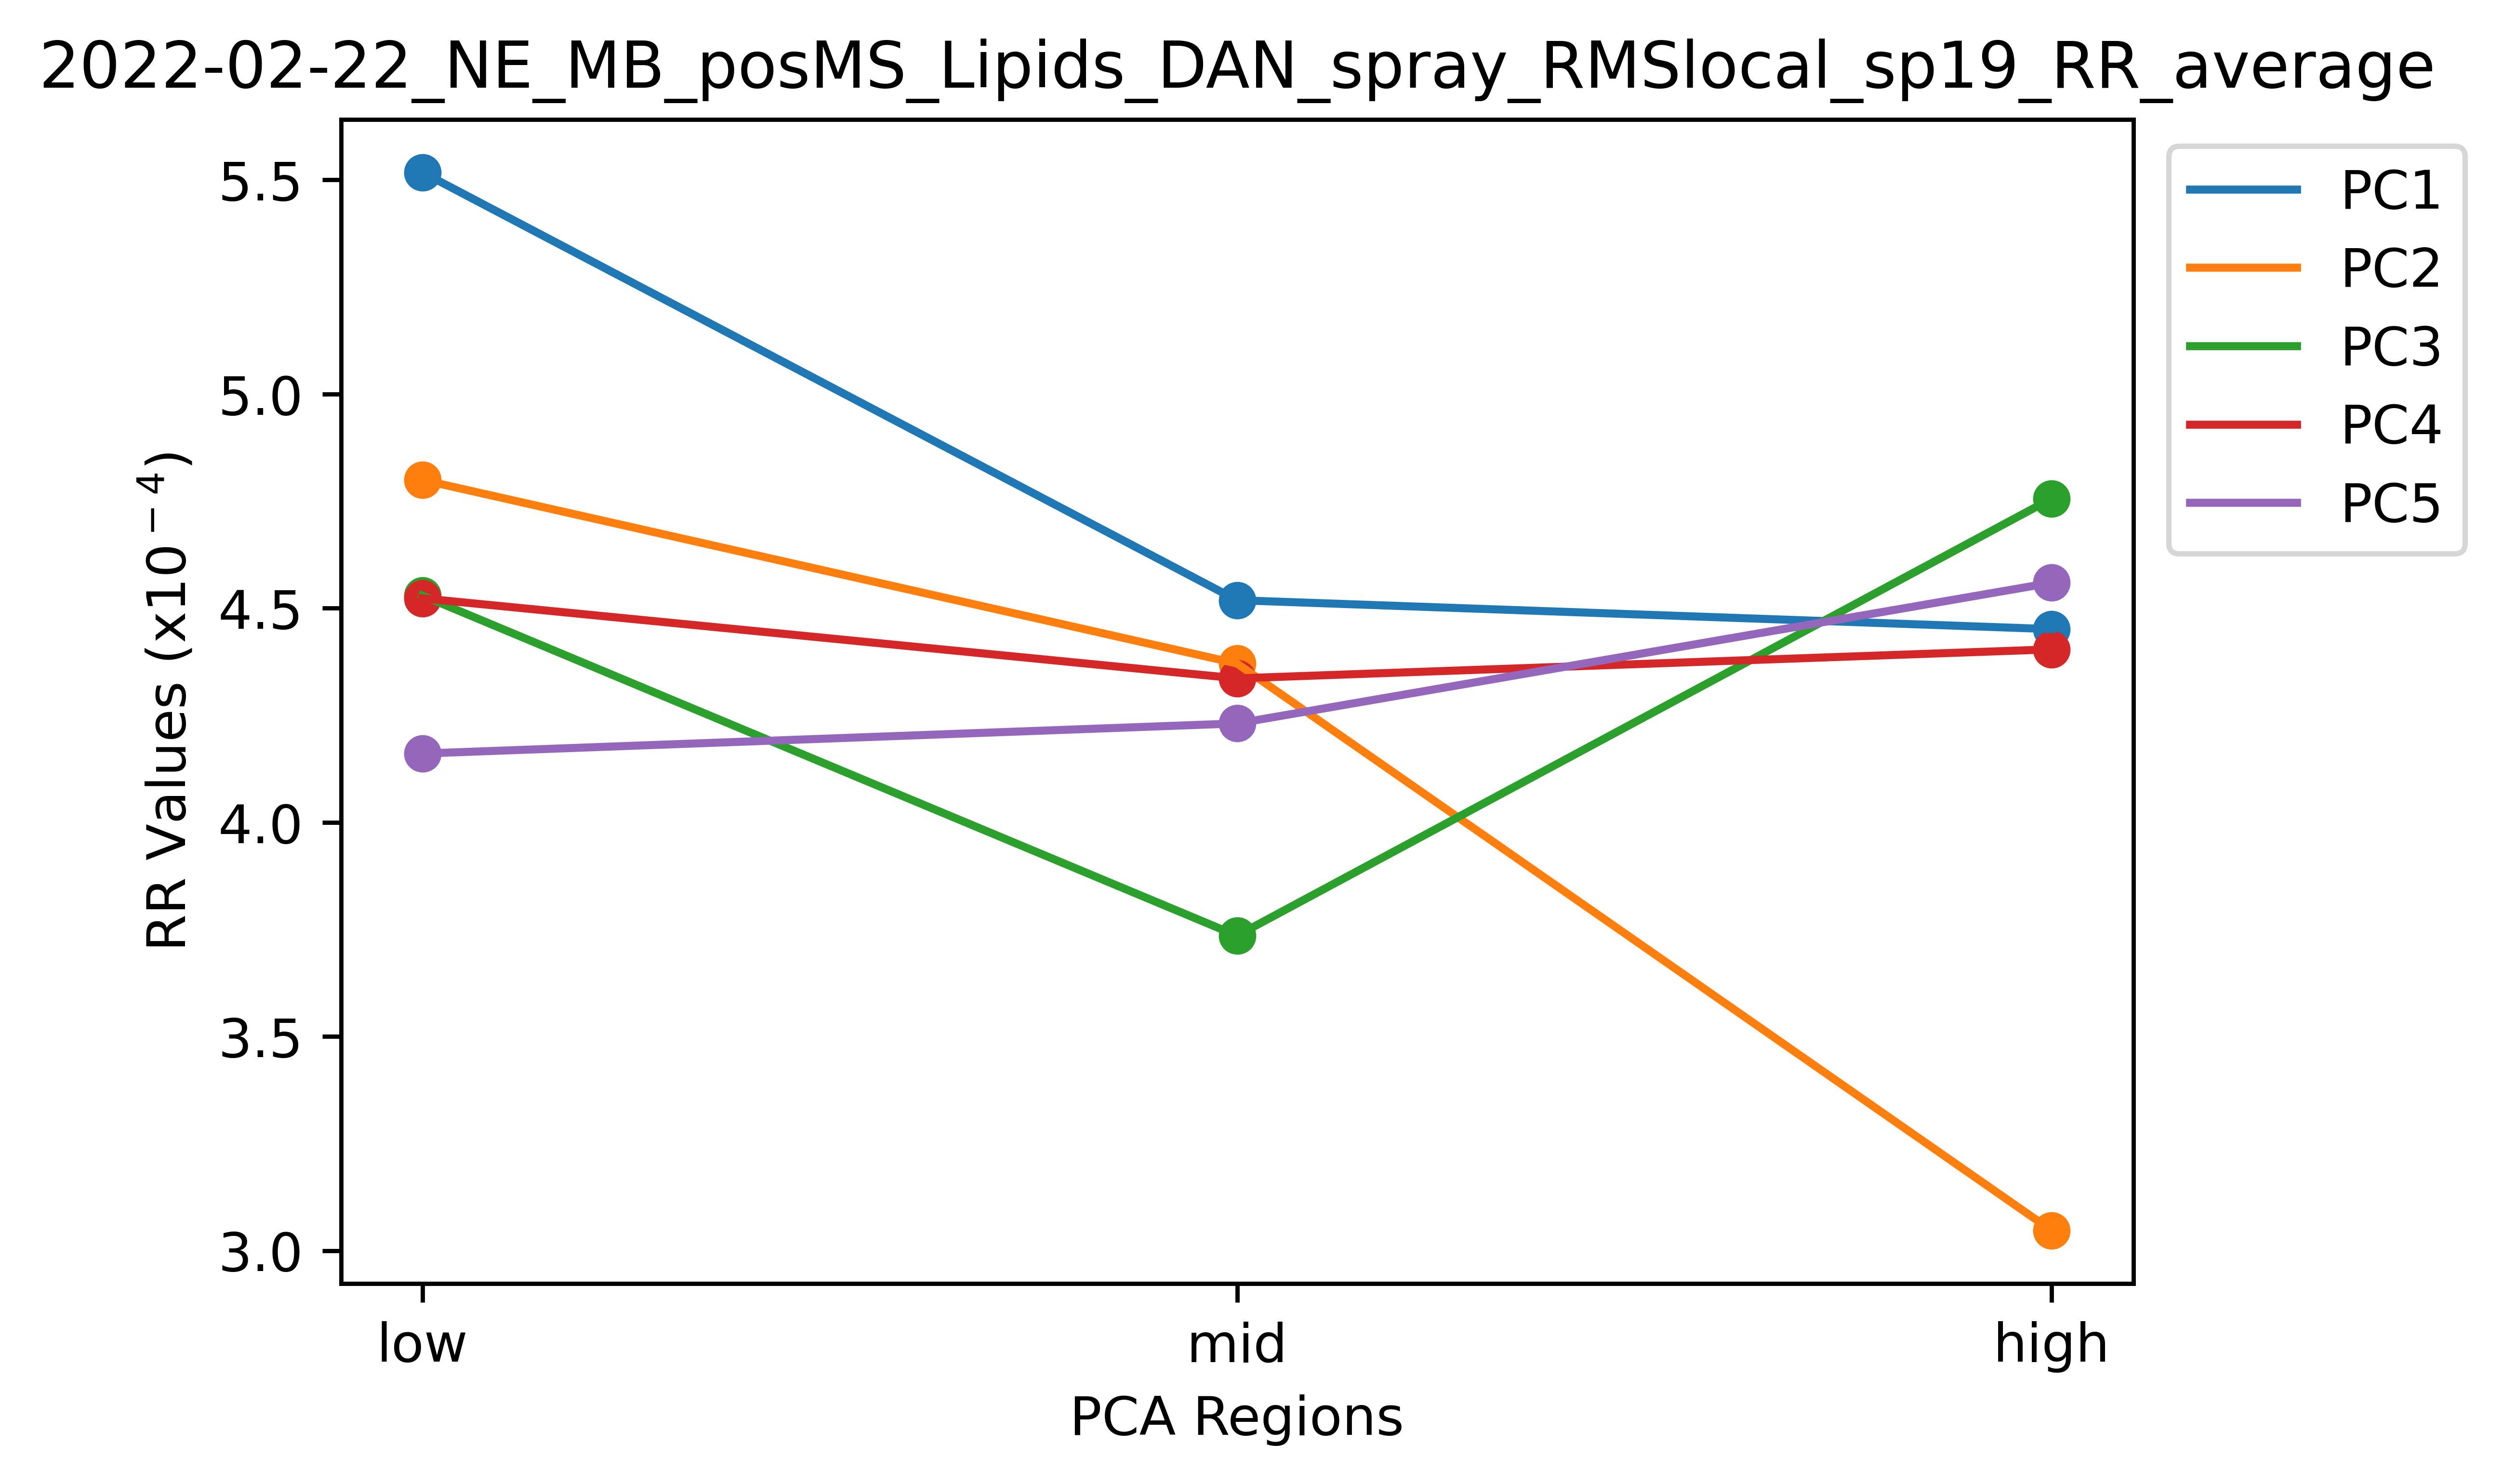 2022-02-22_NE_MB_posMS_Lipids_DAN_spray_RMSlocal_sp19_RR_average
RR Values (x10⁻⁴)
5.5
5.0
4.5
4.0
3.5
3.0
low
mid
high
PCA Regions
PC1
PC2
PC3
PC4
PC5